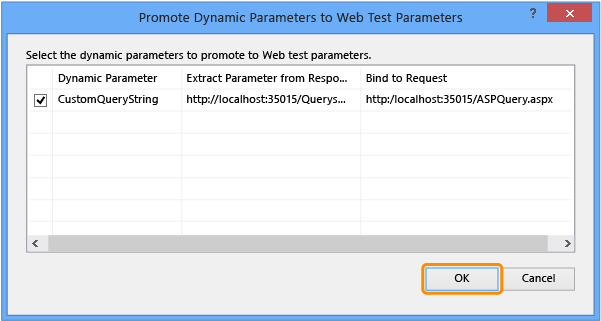 Promote Dynamic Parameters to Web Test Parameters
?
Select the dynamic parameters to promote to Web test parameters.
Dynamic Parameter Extract Parameter from Respo... Bind to Request
CustomQueryString http://localhost:35015/Querys... http:/localhost:35015/ASPQuery.aspx
OK Cancel